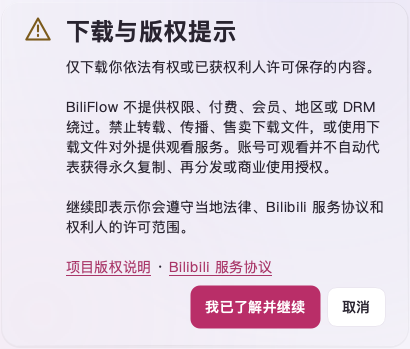 下载与版权提示
仅下载你依法有权或已获权利人许可保存的内容。
BiliFlow 不提供权限、付费、会员、地区或 DRM
绕过。禁止转载、传播、售卖下载文件，或使用下
载文件对外提供观看服务。账号可观看并不自动代
表获得永久复制、再分发或商业使用授权。
继续即表示你会遵守当地法律、Bilibili 服务协议和
权利人的许可范围。
项目版权说明 · Bilibili 服务协议
我已了解并继续 取消